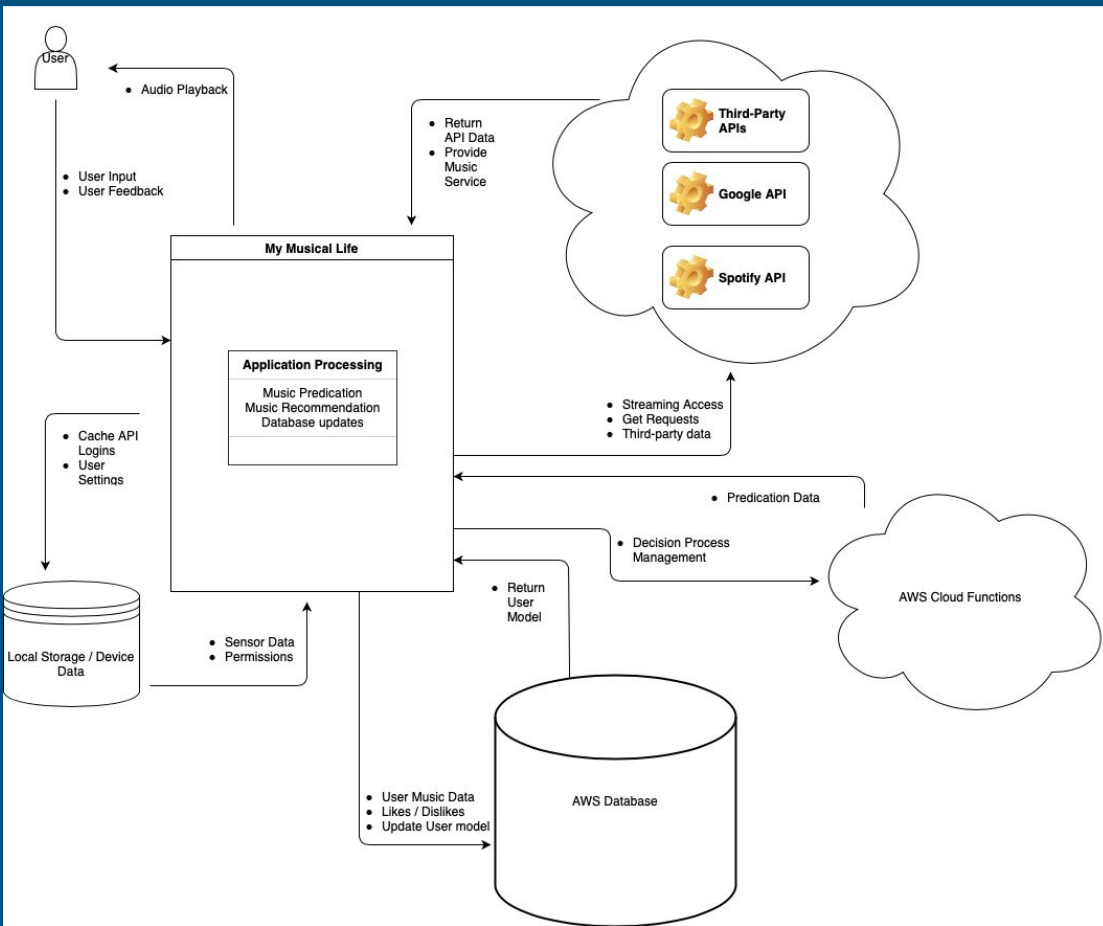 User
• Audio Playback
• User Input
• User Feedback
• Return
API Data
• Provide
Music
Service
Third-Party
APIs
Google API
Spotify API
My Musical Life
Application Processing
Music Predication
Music Recommendation
Database updates
• Streaming Access
• Get Requests
• Third-party data
• Cache API
Logins
• User
Settings
• Predication Data
• Decision Process
Management
AWS Cloud Functions
• Return
User
Model
Local Storage / Device
Data
• Sensor Data
• Permissions
• User Music Data
• Likes / Dislikes
• Update User model
AWS Database